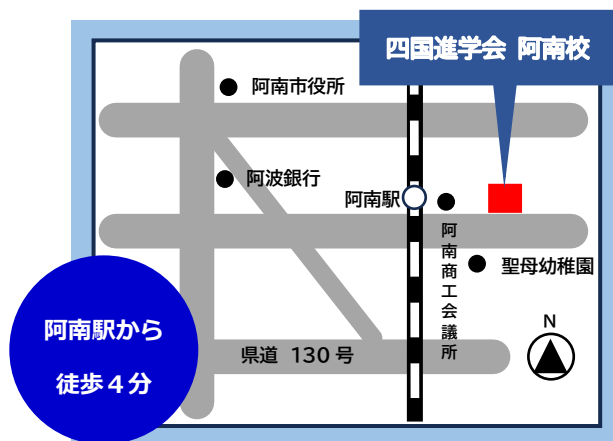 四国進学会 阿南校
阿南市役所
阿波銀行
阿南駅
阿南商工会議所
聖母幼稚園
阿南駅から
徒歩４分
県道 130号
N